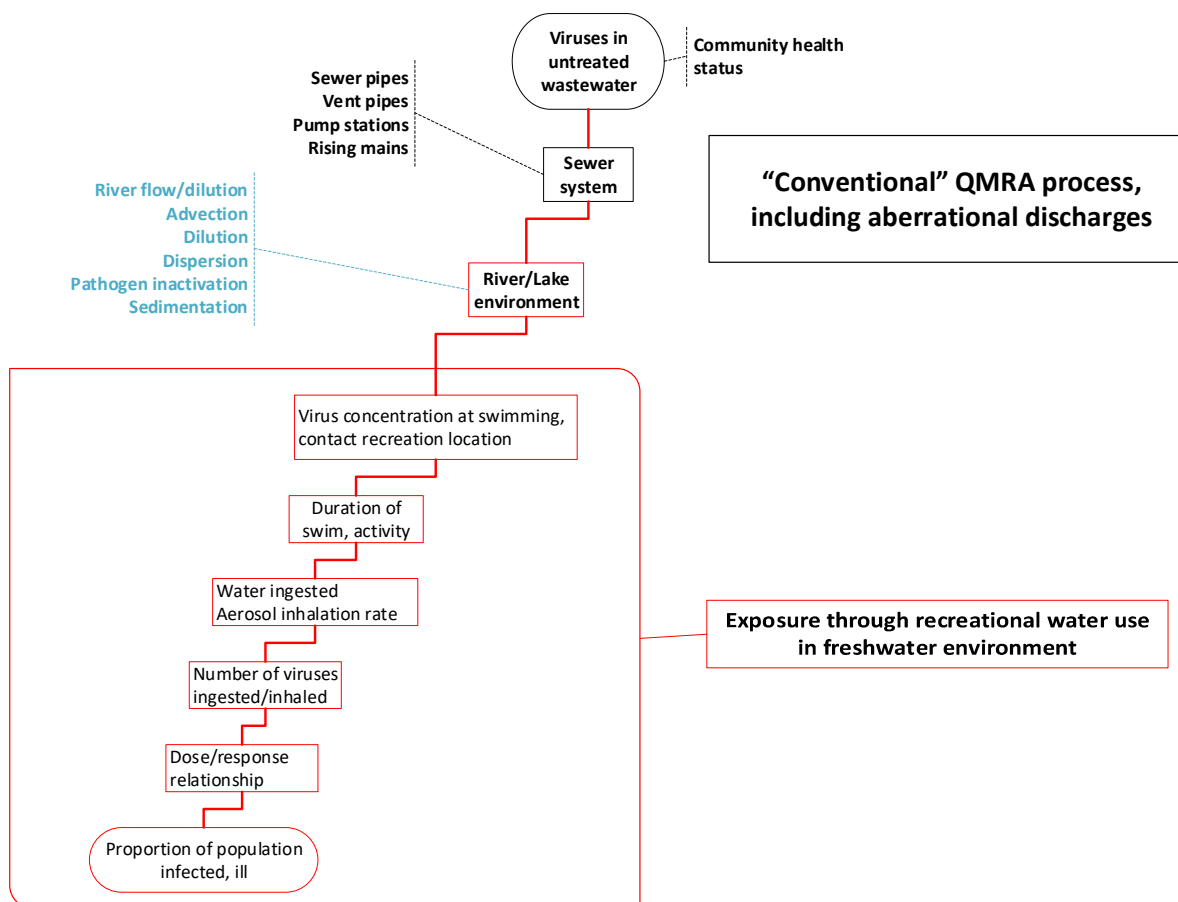 Viruses in
untreated
wastewater
Community health
status
Sewer pipes
Vent pipes
Pump stations
Rising mains
Sewer
system
“Conventional” QMRA process,
including aberrational discharges
River flow/dilution
Advection
Dilution
Dispersion
Pathogen inactivation
Sedimentation
River/Lake
environment
Virus concentration at swimming,
contact recreation location
Duration of
swim, activity
Water ingested
Aerosol inhalation rate
Exposure through recreational water use
in freshwater environment
Number of viruses
ingested/inhaled
Dose/response
relationship
Proportion of population
infected, ill